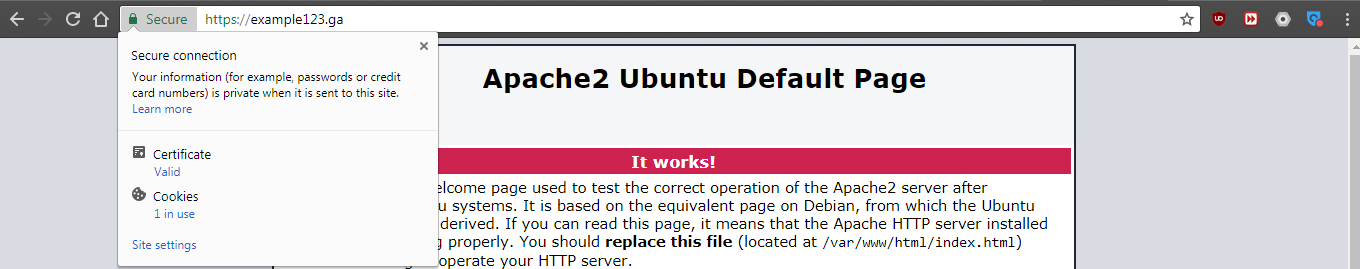 Secure https://example123.ga
Secure connection
Your information (for example, passwords or credit
card numbers) is private when it is sent to this site.
Learn more
Certificate
Valid
Cookies
1 in use
Site settings
Apache2 Ubuntu Default Page
It works!
elcome page used to test the correct operation of the Apache2 server after
u systems. It is based on the equivalent page on Debian, from which the Ubuntu
derived. If you can read this page, it means that the Apache HTTP server installed
g properly. You should replace this file (located at /var/www/html/index.html)
operate your HTTP server.